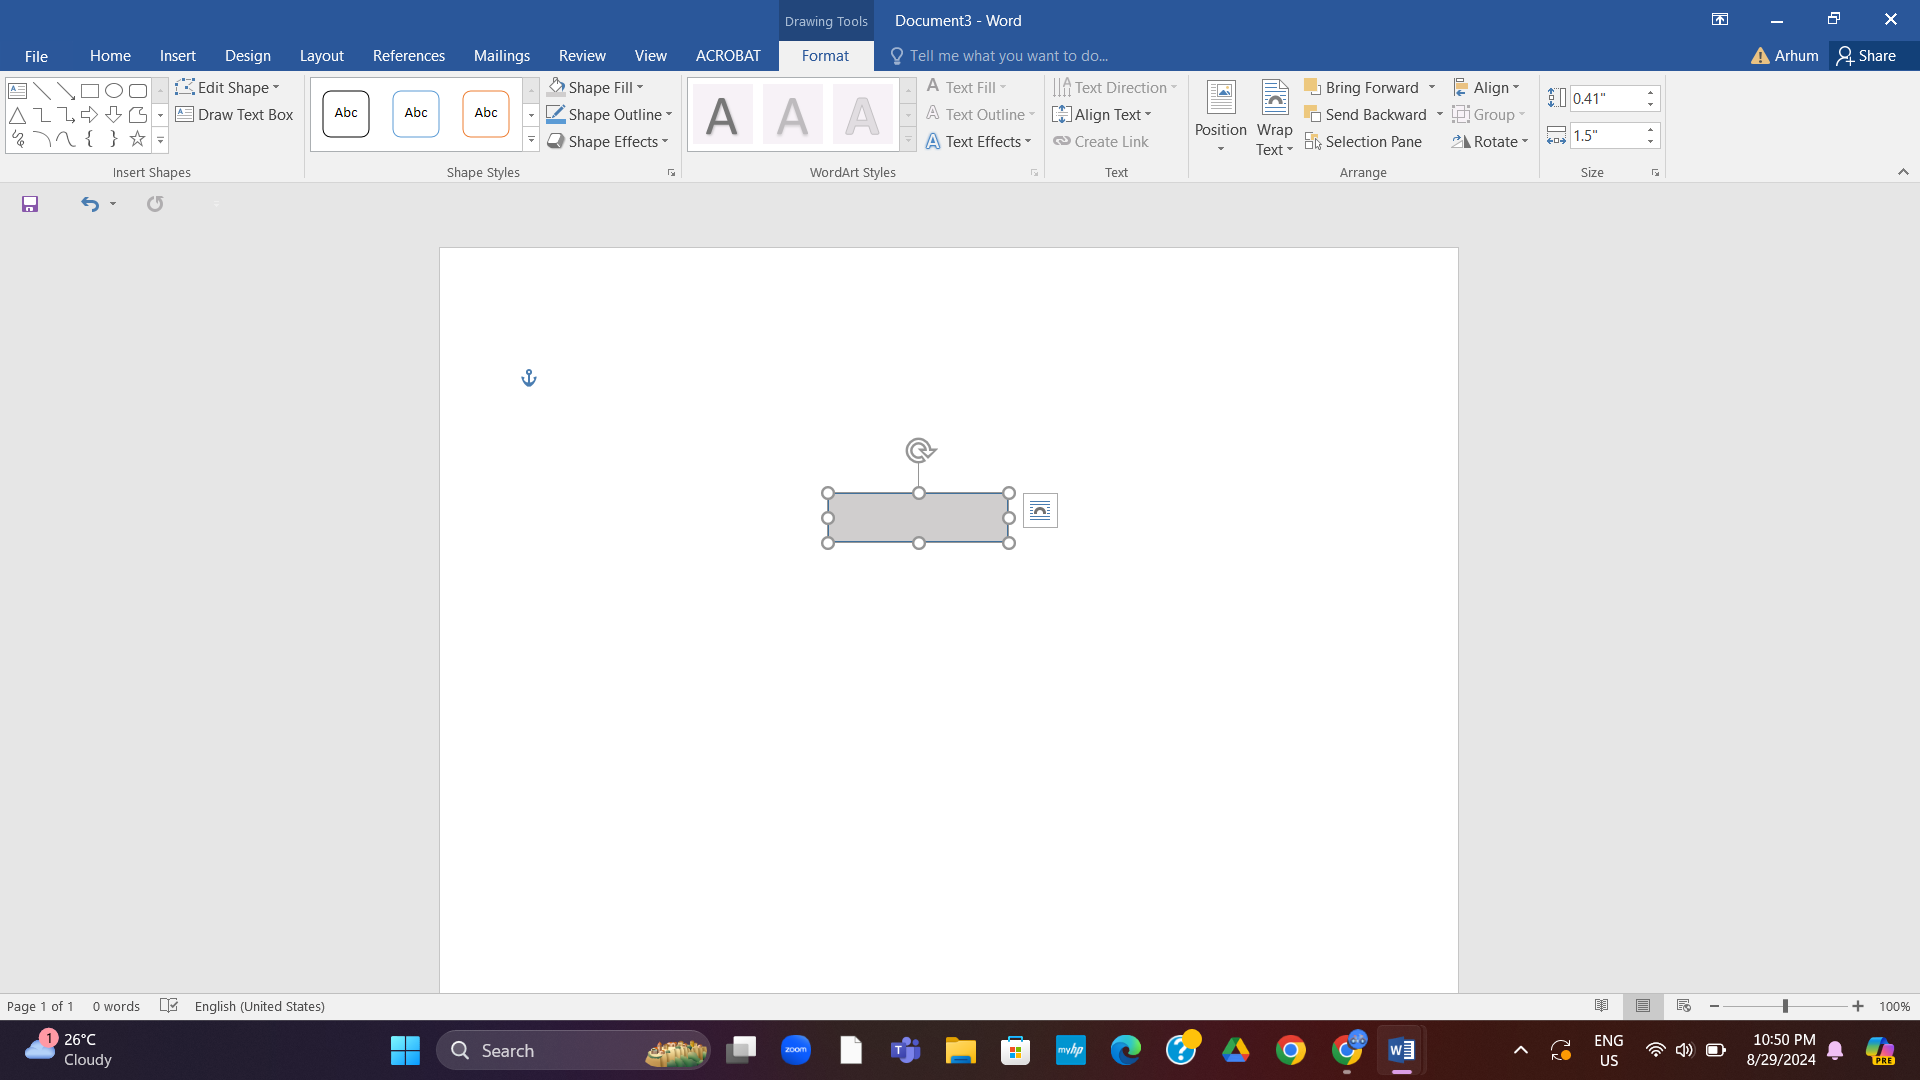 Drawing Tools
Document3 - Word
File Home Insert Design Layout References Mailings Review View ACROBAT Format Tell me what you want to do... Arhum Share
Edit Shape
Draw Text Box
Insert Shapes
Abc Abc Abc
Shape Fill
Shape Outline
Shape Effects
Shape Styles
A A A
Text Fill
Text Outline
Text Effects
WordArt Styles
Text Direction
Align Text
Create Link
Text
Position
Wrap
Text
Bring Forward
Send Backward
Selection Pane
Align
Group
Rotate
Arrange
0.41"
1.5"
Size
Page 1 of 1 0 words English (United States) 100%
1
26°C
Cloudy
Search
zoom
myhp
ENG
US
10:50 PM
8/29/2024
PRE